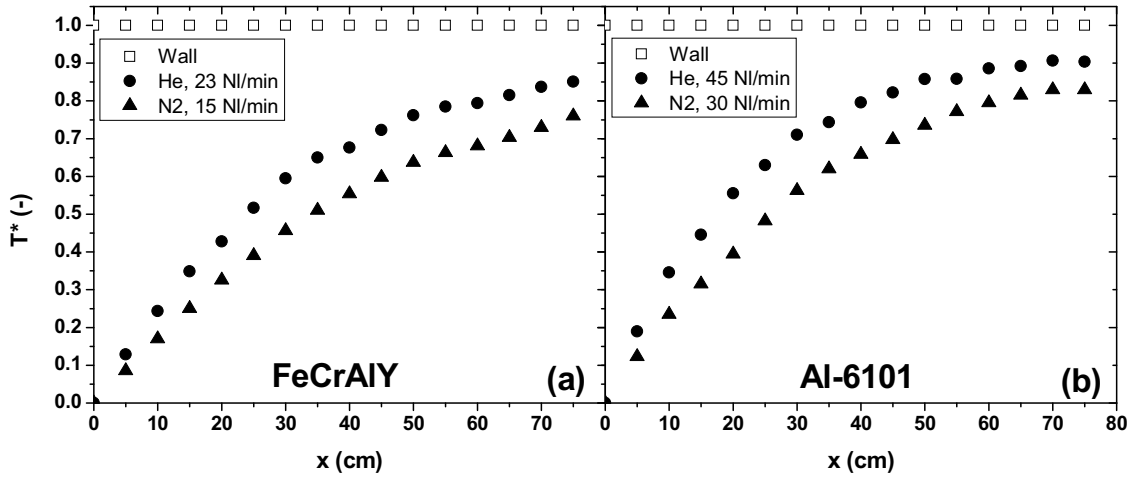 T* (-)
1.0
0.9
0.8
0.7
0.6
0.5
0.4
0.3
0.2
0.1
0.0
Wall
He, 23 Nl/min
N2, 15 Nl/min
FeCrAlY
(a)
0 10 20 30 40 50 60 70
x (cm)
Wall
He, 45 Nl/min
N2, 30 Nl/min
Al-6101
(b)
0 10 20 30 40 50 60 70 80
x (cm)